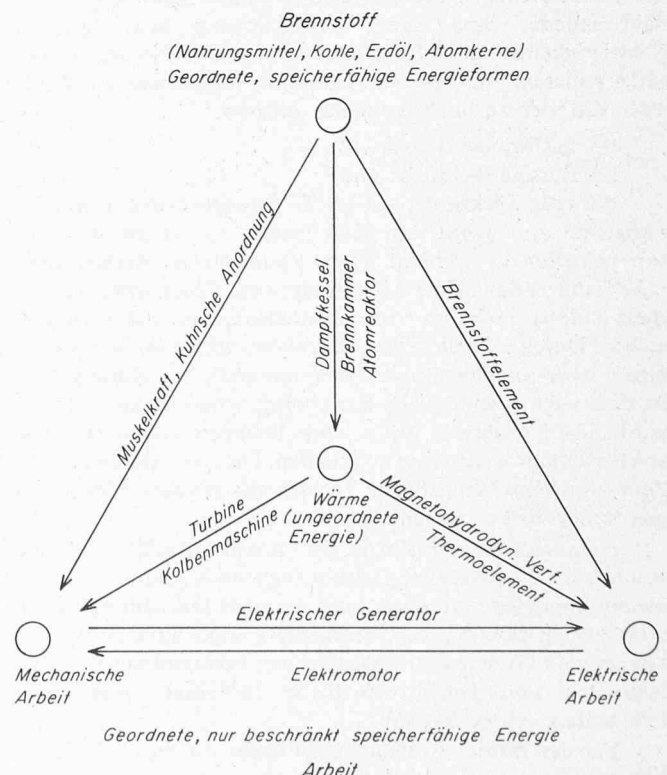 Brennstoff
(Nahrungsmittel, Kohle, Erdöl, Atomkerne)
Geordnete, speicherfähige Energieformen
Muskelkraft, Kuhnsche Anordnung
Dampfkessel
Brennkammer
Atomreaktor
Brennstoffelement
Turbine
Kolbenmaschine
Wärme
(ungeordnete
Energie)
Magnetohydrodyn. Verf.
Thermoelement
Elektrischer Generator
Elektromotor
Mechanische
Arbeit
Elektrische
Arbeit
Geordnete, nur beschränkt speicherfähige Energie
Arbeit